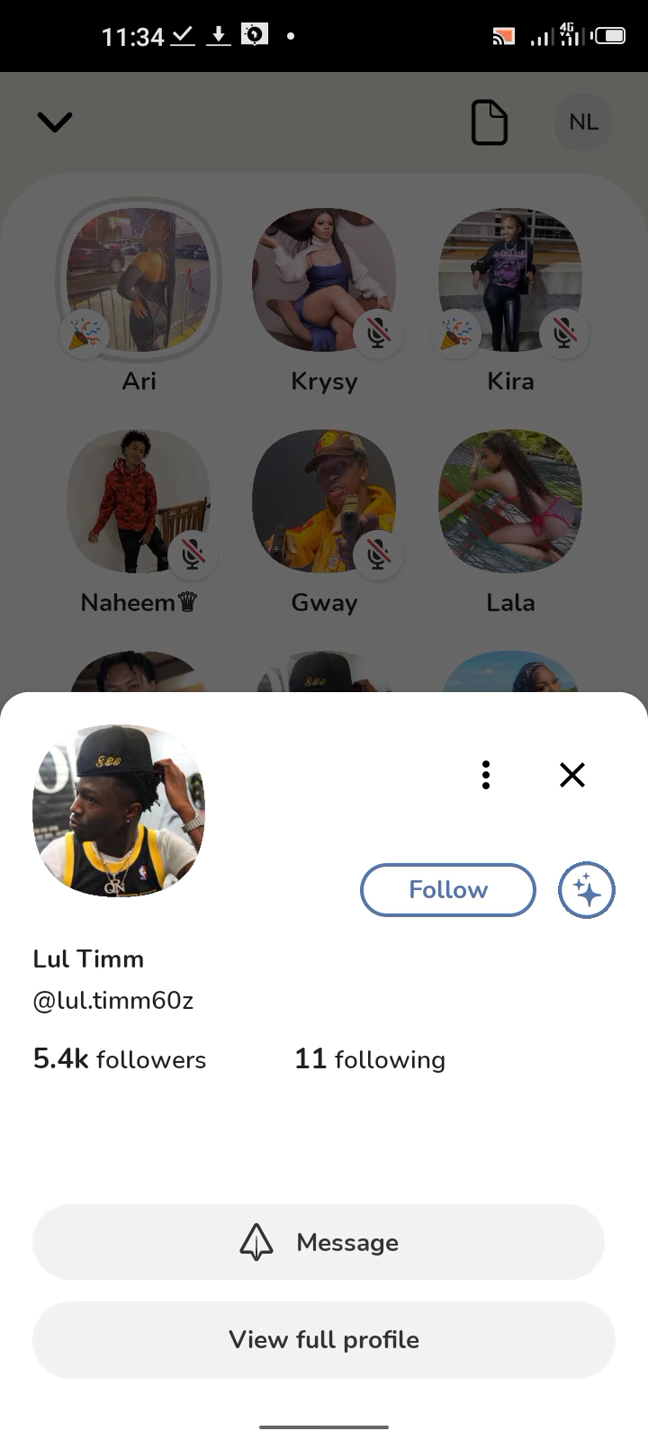 11:34
4G
NL
Ari
Krysy
Kira
Naheem♛
Gway
Lala
Follow
Lul Timm
@lul.timm60z
5.4k followers
11 following
Message
View full profile